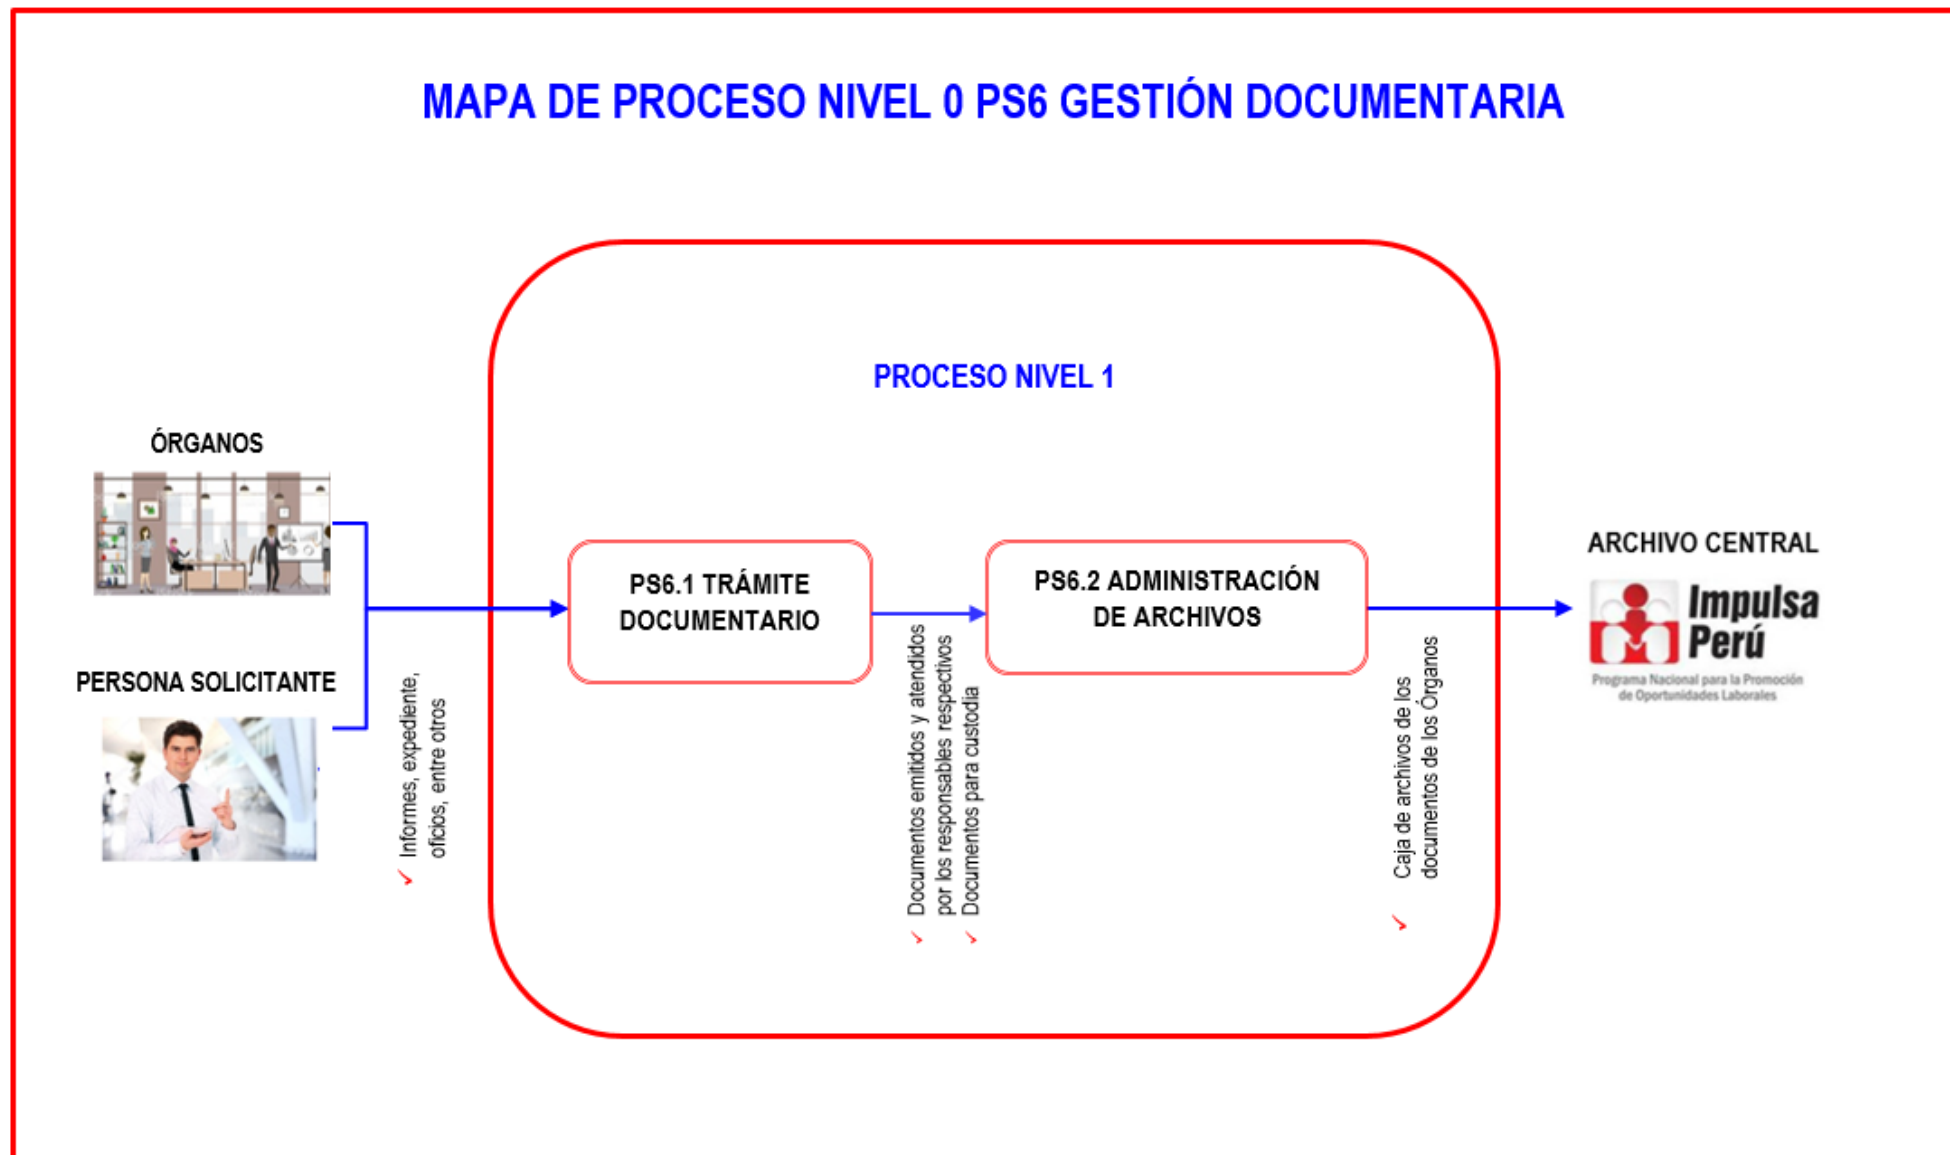 MAPA DE PROCESO NIVEL 0 PS6 GESTIÓN DOCUMENTARIA
PROCESO NIVEL 1
ÓRGANOS
PERSONA SOLICITANTE
✓ Informes, expediente,
oficios, entre otros
PS6.1 TRÁMITE
DOCUMENTARIO
✓ Documentos emitidos y atendidos
por los responsables respectivos
✓ Documentos para custodia
PS6.2 ADMINISTRACIÓN
DE ARCHIVOS
✓ Caja de archivos de los
documentos de los Órganos
ARCHIVO CENTRAL
Impulsa
Perú
Programa Nacional para la Promoción
de Oportunidades Laborales